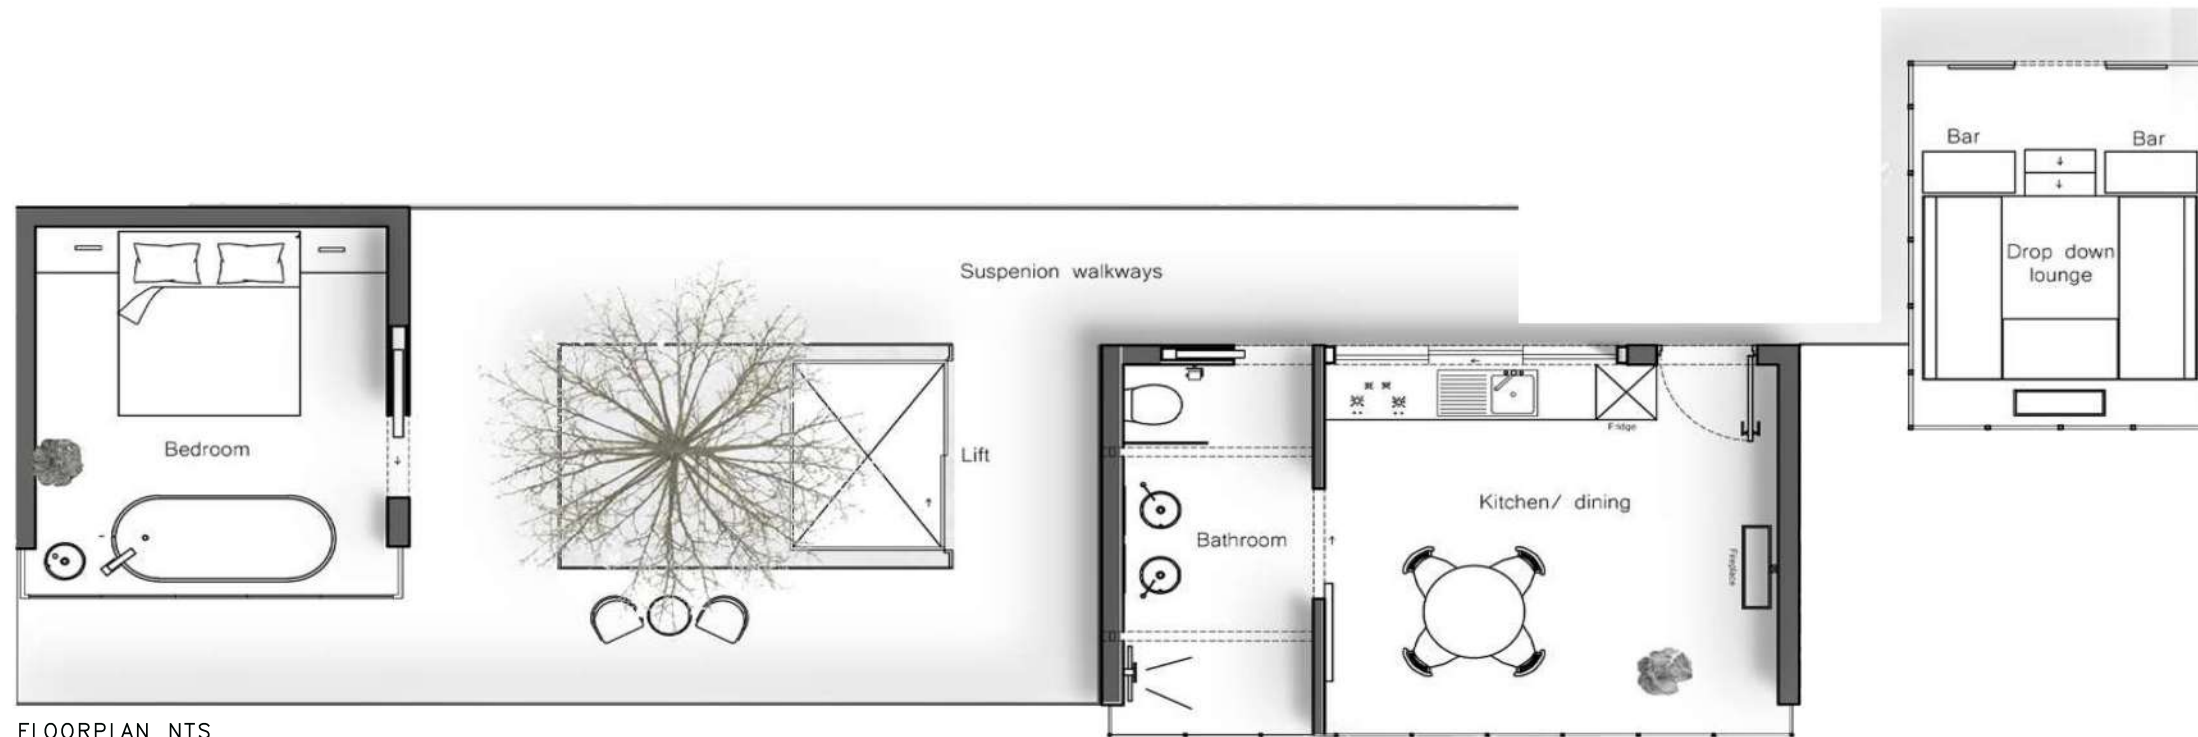 Bar
Bar
Drop down
lounge
Suspenion walkways
Bedroom
Lift
Fridge
Kitchen/ dining
Bathroom
Fireplace
FLOORPLAN NTS